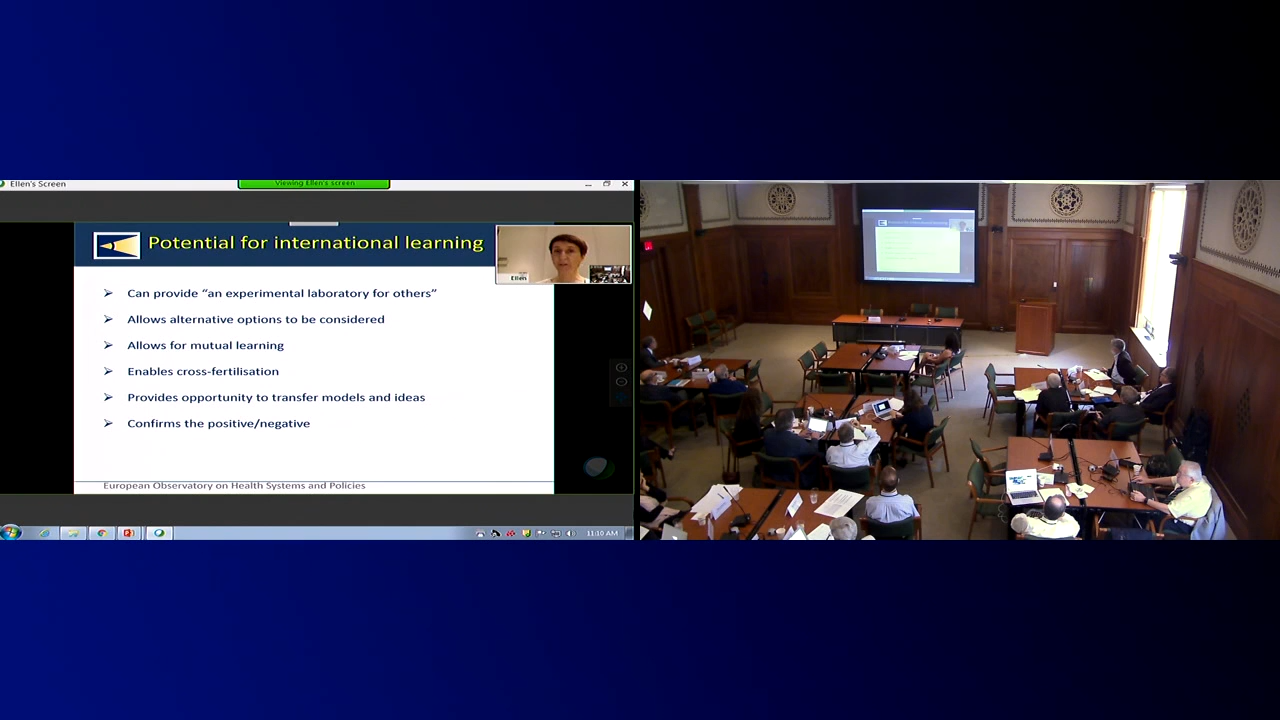 Ellen's Screen
Viewing Ellen's screen
Potential for international learning
Ellen
Can provide “an experimental laboratory for others”
Allows alternative options to be considered
Allows for mutual learning
Enables cross-fertilisation
Provides opportunity to transfer models and ideas
Confirms the positive/negative
European Observatory on Health Systems and Policies
11:10 AM